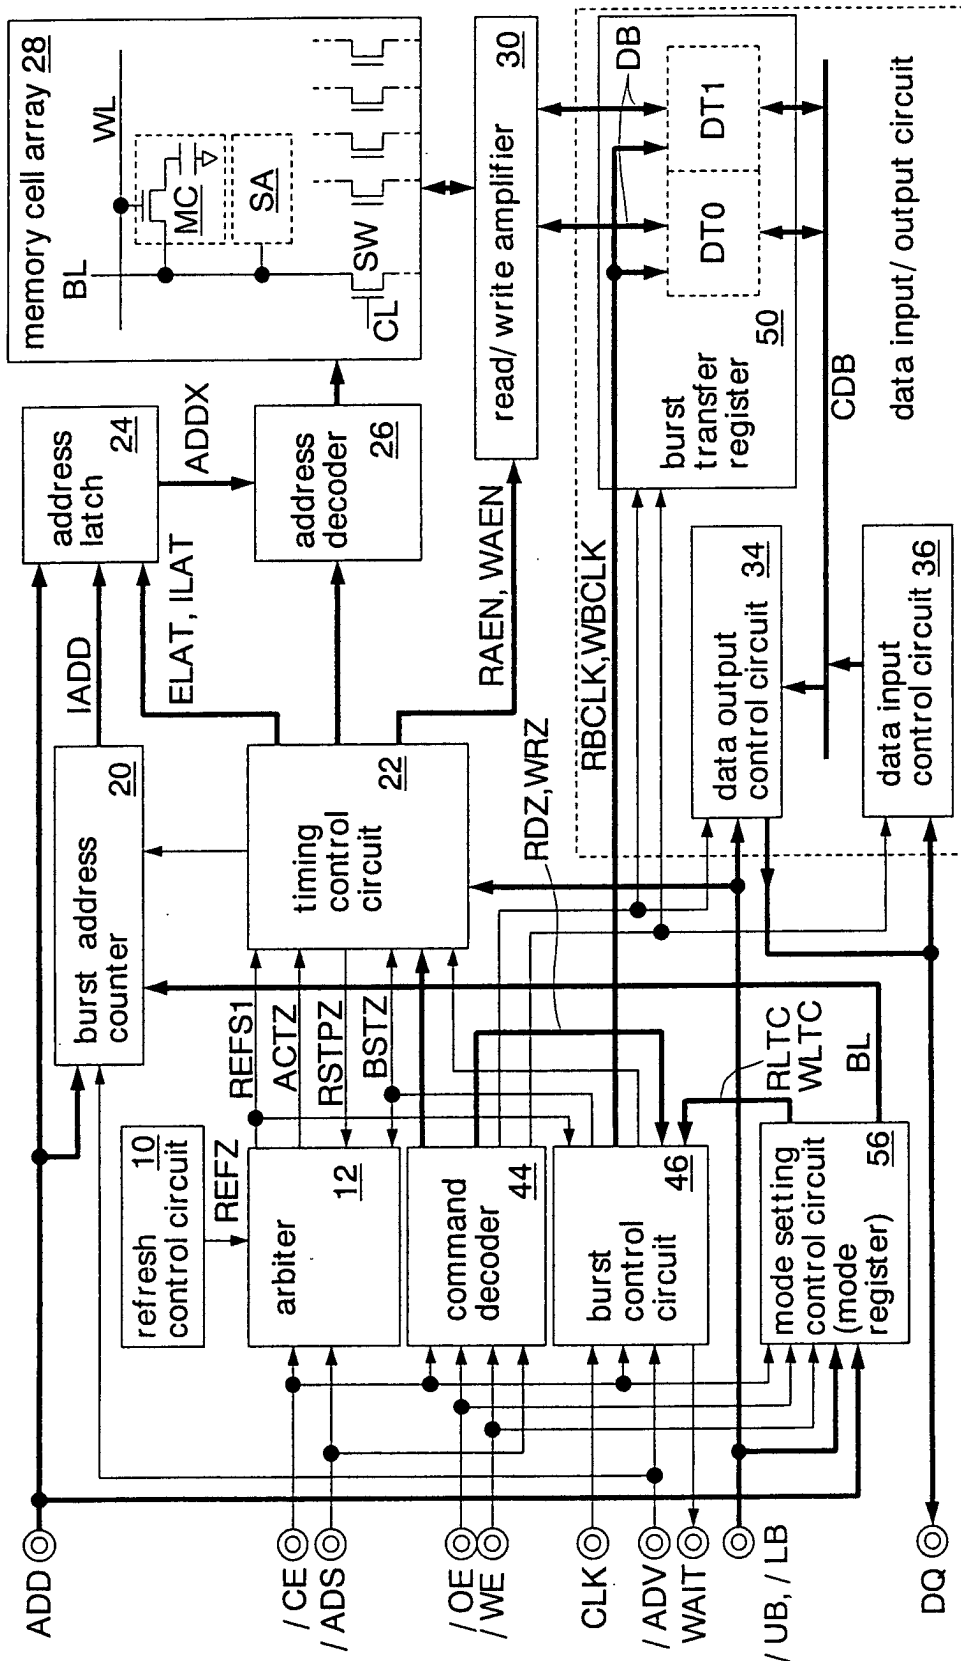 ADD
/ CE
/ ADS
/ OE
/ WE
CLK
/ ADV
WAIT
/ UB, / LB
DQ
refresh
control circuit
10
REFZ
arbiter
12
command
decoder
44
burst
control
circuit
46
mode setting
control circuit
(mode
register)
56
REFS1
ACTZ
RSTPZ
BSTZ
RLTC
WLTC
BL
burst address
counter
20
timing
control
circuit
22
RDZ,WRZ
IADD
ELAT, ILAT
RAEN, WAEN
RBCLK,WBCLK
address
latch
24
ADDX
address
decoder
26
data output
control circuit 34
data input
control circuit 36
memory cell array 28
BL
WL
MC
SA
SW
CL
read/ write amplifier 30
burst
transfer
register
50
DT0
DT1
DB
CDB
data input/ output circuit